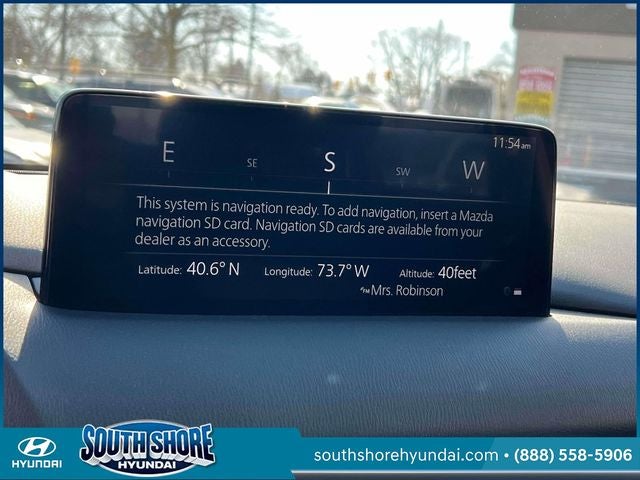 11:54am
E SE S SW W
This system is navigation ready. To add navigation, insert a Mazda
navigation SD card. Navigation SD cards are available from your
dealer as an accessory.
Latitude: 40.6° N Longitude: 73.7° W Altitude: 40feet
FM Mrs. Robinson
HYUNDAI
SOUTH SHORE
HYUNDAI
southshorehyundai.com • (888) 558-5906